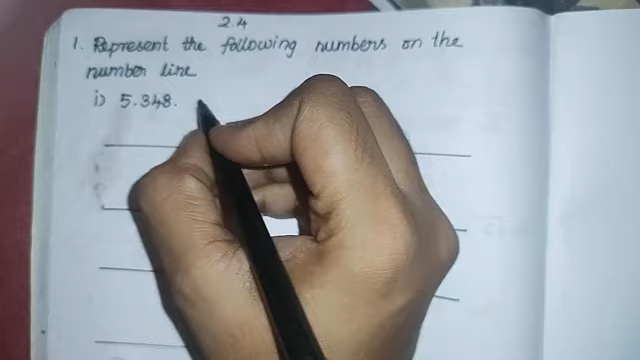 2.4
1. Represent the following numbers on the
number line
i) 5.348.